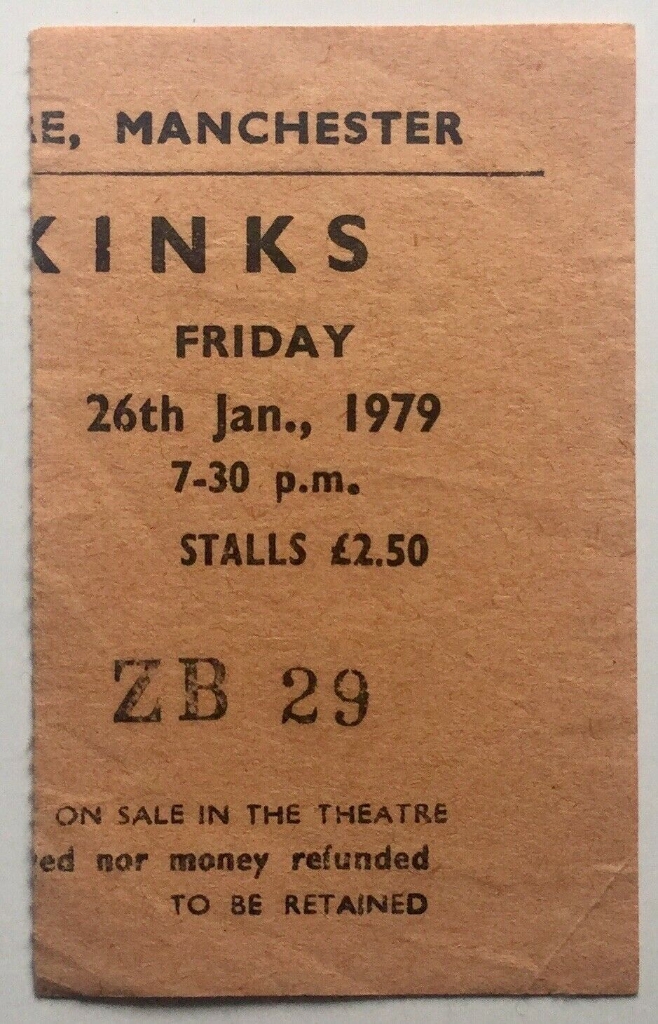 RE, MANCHESTER
KINKS
FRIDAY
26th Jan., 1979
7-30 p.m.
STALLS £2.50
ZB 29
ON SALE IN THE THEATRE
ed nor money refunded
TO BE RETAINED